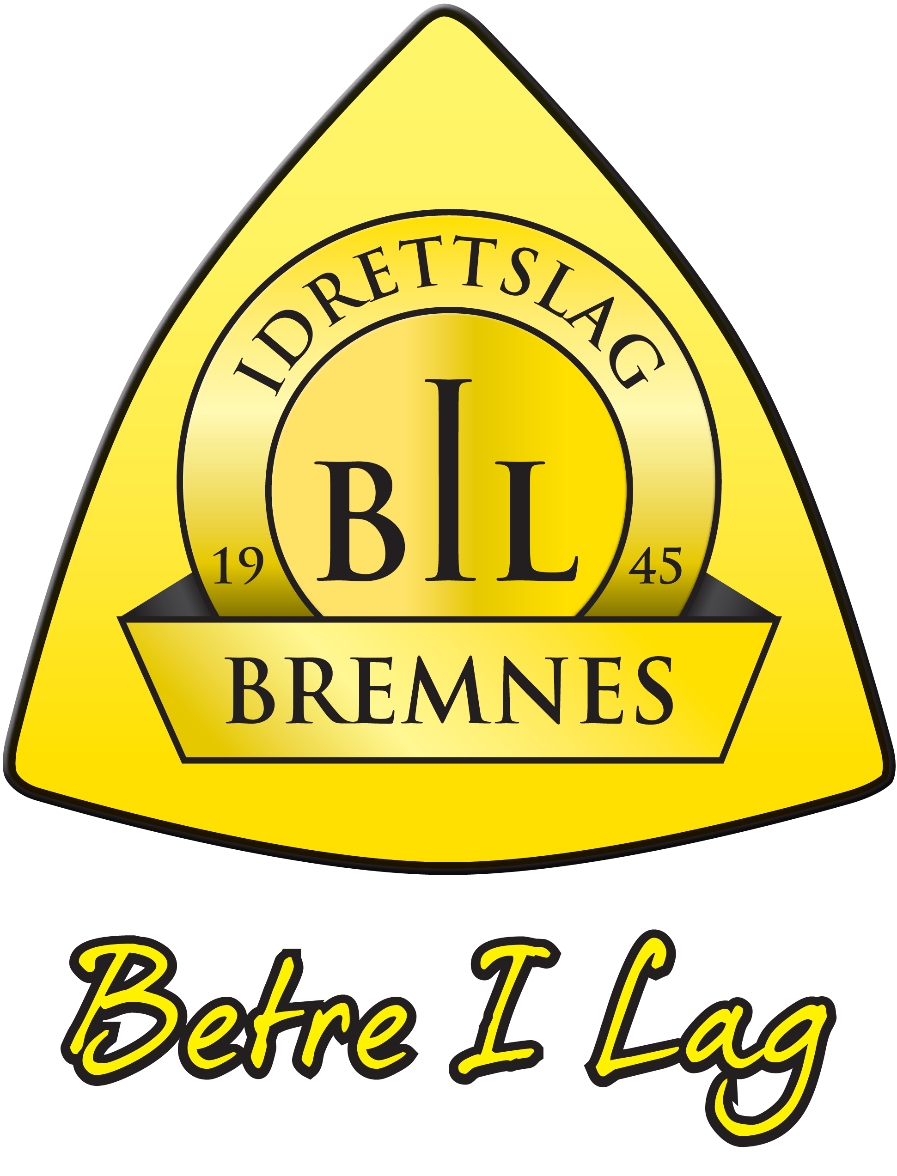 IDRETTSLAG
BIL
19 45
BREMNES
Betre I Lag